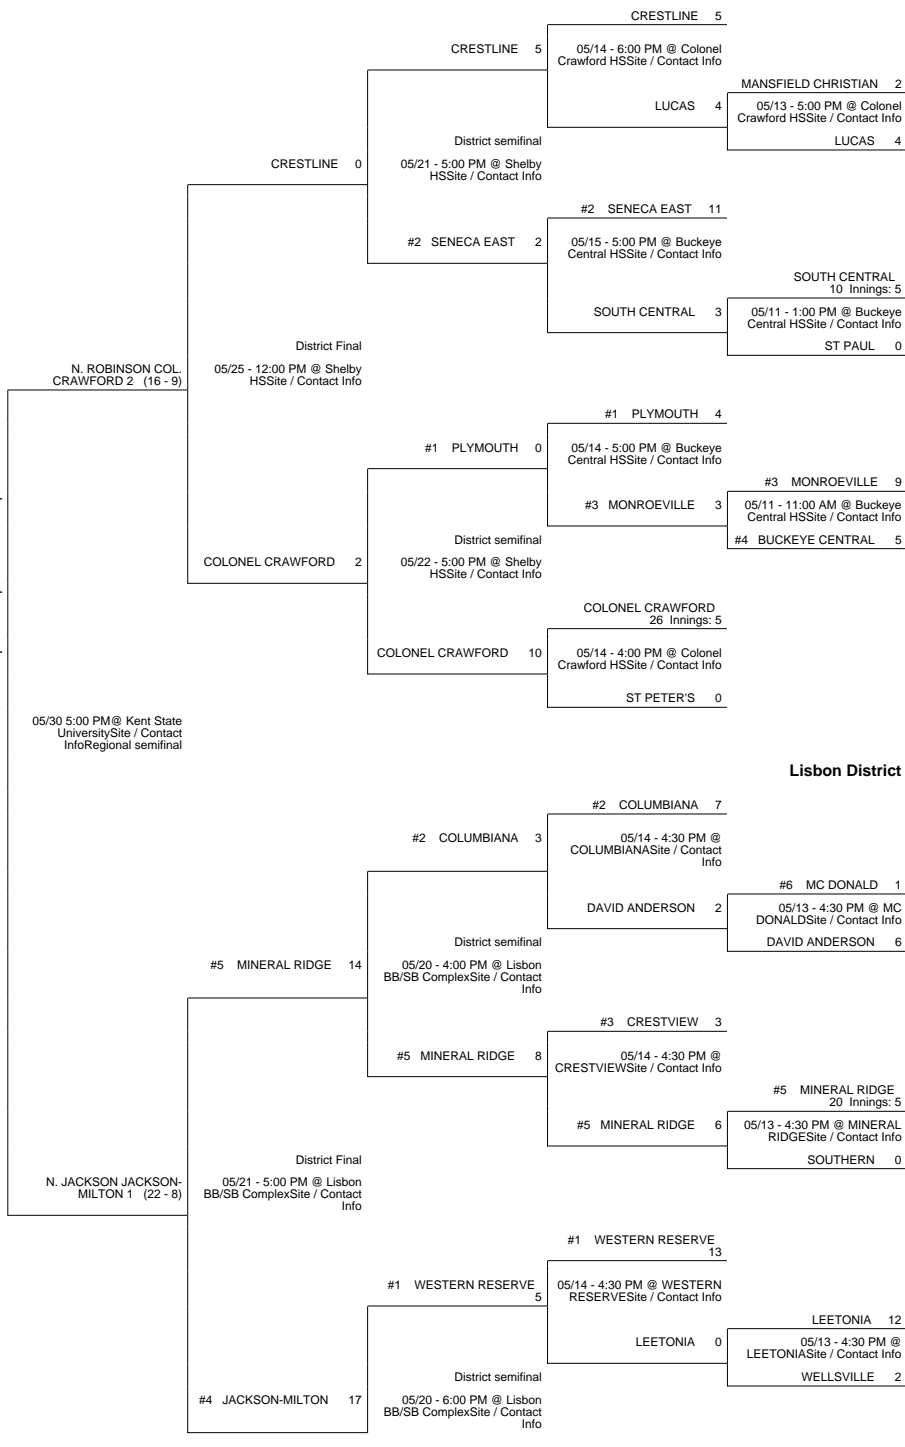 CRESTLINE 5
CRESTLINE 5
05/14 - 6:00 PM @ Colonel
Crawford HSSite / Contact Info
MANSFIELD CHRISTIAN 2
LUCAS 4
05/13 - 5:00 PM @ Colonel
Crawford HSSite / Contact Info
LUCAS 4
District semifinal
CRESTLINE 0
05/21 - 5:00 PM @ Shelby
HSSite / Contact Info
#2 SENECA EAST 11
#2 SENECA EAST 2
05/15 - 5:00 PM @ Buckeye
Central HSSite / Contact Info
SOUTH CENTRAL
10 Innings: 5
SOUTH CENTRAL 3
05/11 - 1:00 PM @ Buckeye
Central HSSite / Contact Info
ST PAUL 0
District Final
N. ROBINSON COL.
CRAWFORD 2 (16 - 9)
05/25 - 12:00 PM @ Shelby
HSSite / Contact Info
#1 PLYMOUTH 4
#1 PLYMOUTH 0
05/14 - 5:00 PM @ Buckeye
Central HSSite / Contact Info
#3 MONROEVILLE 9
#3 MONROEVILLE 3
05/11 - 11:00 AM @ Buckeye
Central HSSite / Contact Info
#4 BUCKEYE CENTRAL 5
District semifinal
COLONEL CRAWFORD 2
05/22 - 5:00 PM @ Shelby
HSSite / Contact Info
COLONEL CRAWFORD
26 Innings: 5
COLONEL CRAWFORD 10
05/14 - 4:00 PM @ Colonel
Crawford HSSite / Contact Info
ST PETER'S 0
05/30 5:00 PM@ Kent State
UniversitySite / Contact
InfoRegional semifinal
Lisbon District
#2 COLUMBIANA 7
#2 COLUMBIANA 3
05/14 - 4:30 PM @
COLUMBIANASite / Contact
Info
#6 MC DONALD 1
DAVID ANDERSON 2
05/13 - 4:30 PM @ MC
DONALDSite / Contact Info
DAVID ANDERSON 6
District semifinal
#5 MINERAL RIDGE 14
05/20 - 4:00 PM @ Lisbon
BB/SB ComplexSite / Contact
Info
#3 CRESTVIEW 3
#5 MINERAL RIDGE 8
05/14 - 4:30 PM @
CRESTVIEWSite / Contact Info
#5 MINERAL RIDGE
20 Innings: 5
#5 MINERAL RIDGE 6
05/13 - 4:30 PM @ MINERAL
RIDGESite / Contact Info
SOUTHERN 0
District Final
N. JACKSON JACKSON-
MILTON 1 (22 - 8)
05/21 - 5:00 PM @ Lisbon
BB/SB ComplexSite / Contact
Info
#1 WESTERN RESERVE
13
#1 WESTERN RESERVE
5
05/14 - 4:30 PM @ WESTERN
RESERVESite / Contact Info
LEETONIA 12
LEETONIA 0
05/13 - 4:30 PM @
LEETONIASite / Contact Info
WELLSVILLE 2
District semifinal
#4 JACKSON-MILTON 17
05/20 - 6:00 PM @ Lisbon
BB/SB ComplexSite / Contact
Info